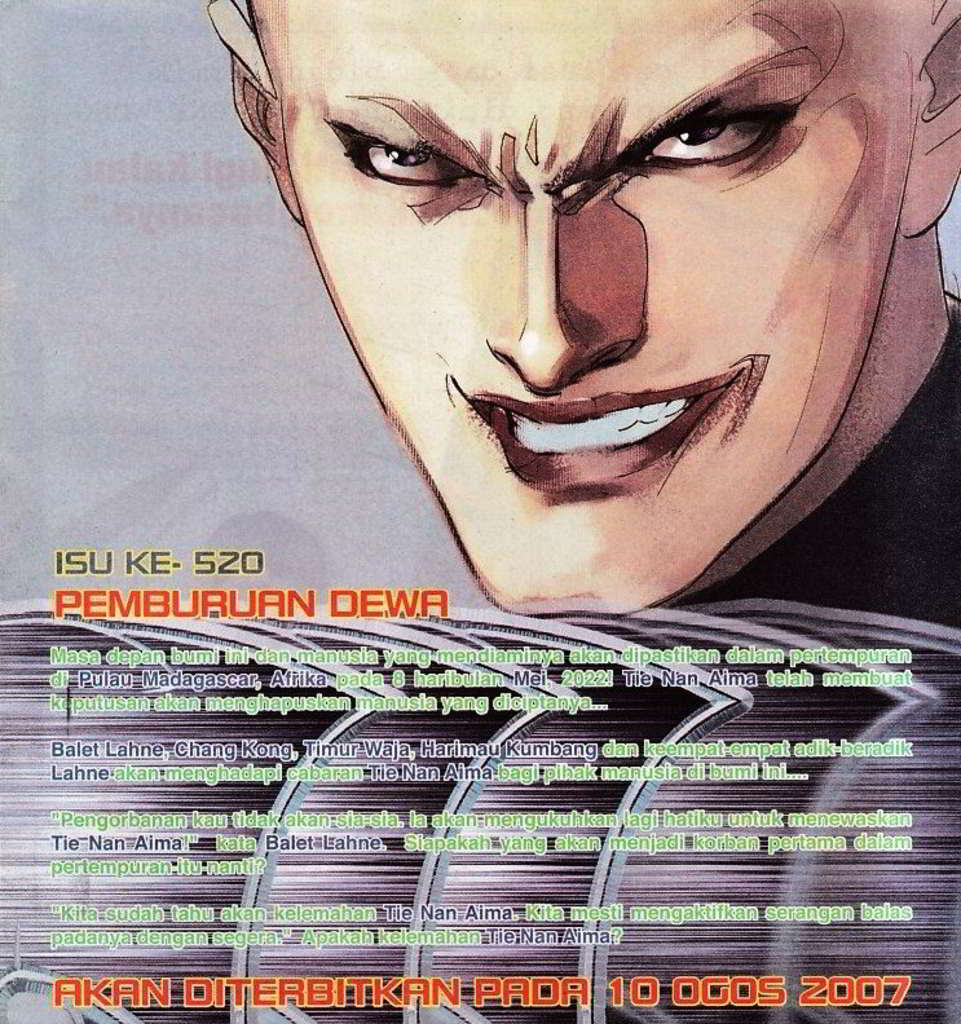 ISU KE- 520
PEMBURUAN DEWA
Masa depan bumi ini dan manusia yang mendiaminya akan dipastikan dalam pertempuran
di Pulau Madagascar, Afrika pada 8 haribulan Mei, 2022! Tie Nan Aima telah membuat
keputusan akan menghapuskan manusia yang diciptanya...
Balet Lahne, Chang Kong, Timur Waja, Harimau Kumbang dan keempat-empat adik-beradik
Lahne akan menghadapi cabaran Tie Nan Aima bagi pihak manusia di bumi ini....
"Pengorbanan kau tidak akan sia-sia. Ia akan mengukuhkan lagi hatiku untuk menewaskan
Tie Nan Aima!" kata Balet Lahne. Siapakah yang akan menjadi korban pertama dalam
pertempuran itu nanti?
"Kita sudah tahu akan kelemahan Tie Nan Aima. Kita mesti mengaktifkan serangan balas
padanya dengan segera." Apakah kelemahan Tie Nan Aima?
AKAN DITERBITKAN PADA 10 OGOS 2007